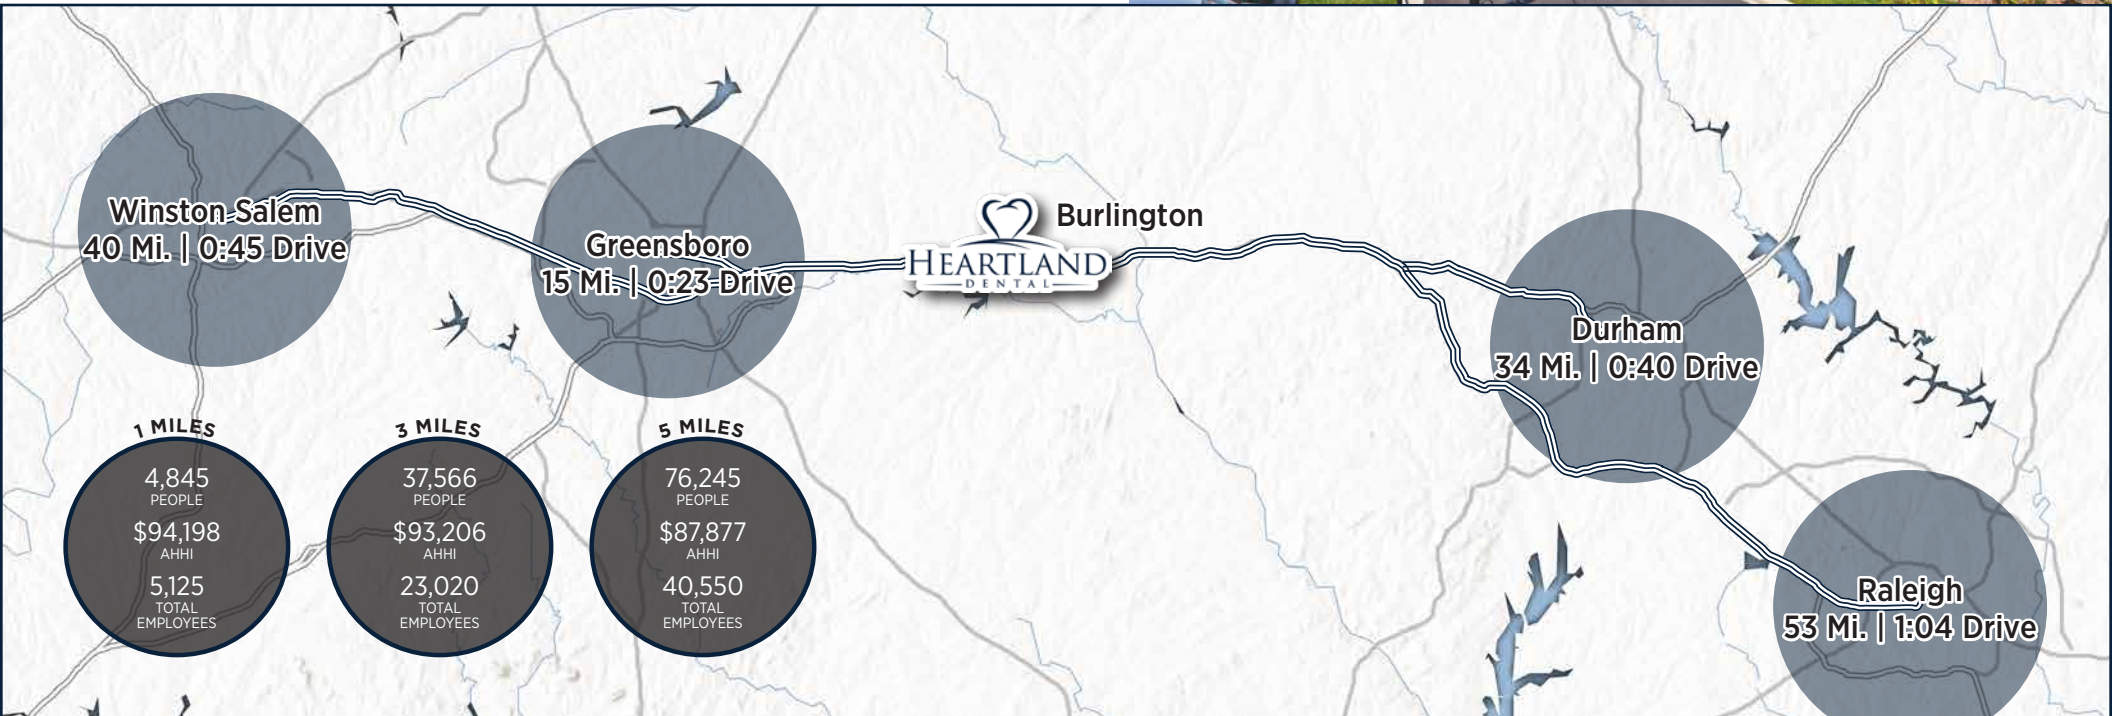 Winston Salem
40 Mi. | 0:45 Drive
Greensboro
15 Mi. | 0:23 Drive
Burlington
HEARTLAND
DENTAL
Durham
34 Mi. | 0:40 Drive
Raleigh
53 Mi. | 1:04 Drive
1 MILES
4,845
PEOPLE
$94,198
AHHI
5,125
TOTAL
EMPLOYEES
3 MILES
37,566
PEOPLE
$93,206
AHHI
23,020
TOTAL
EMPLOYEES
5 MILES
76,245
PEOPLE
$87,877
AHHI
40,550
TOTAL
EMPLOYEES